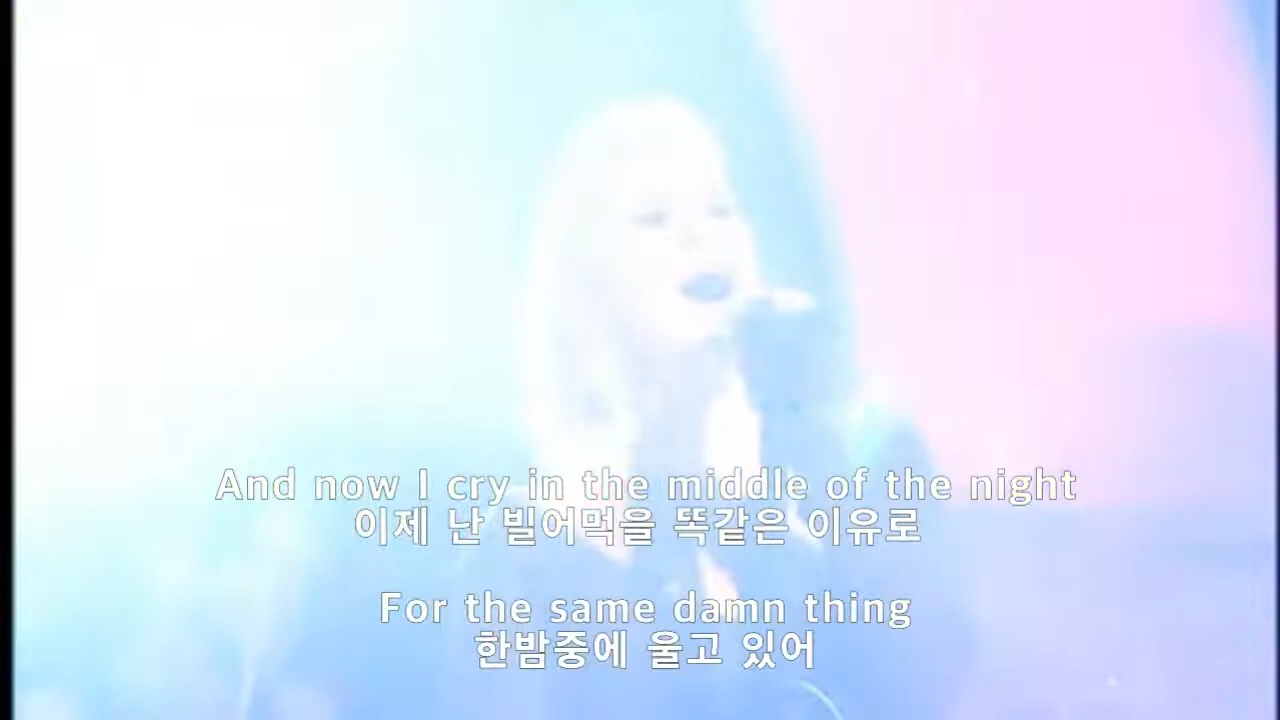 And now I cry in the middle of the night
이제 난 빌어먹을 똑같은 이유로
For the same damn thing
한밤중에 울고 있어